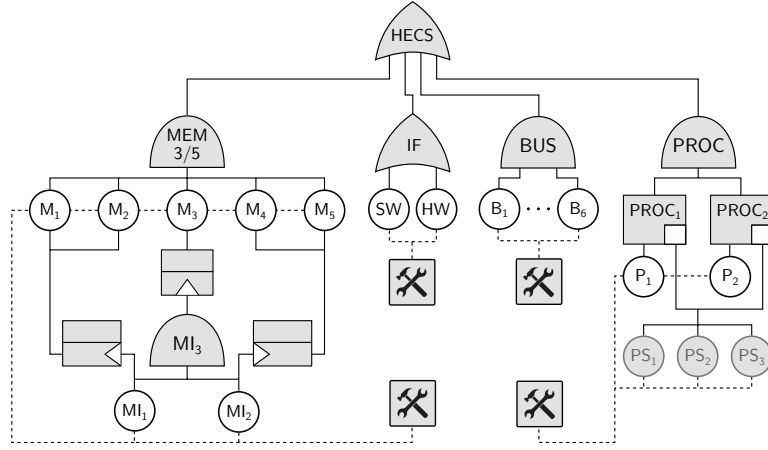 HECS
MEM
3/5
IF
BUS
PROC
M₁
M₂
M₃
M₄
M₅
SW
HW
B₁
B₆
PROC₁
PROC₂
P₁
P₂
MI₃
PS₁
PS₂
PS₃
MI₁
MI₂